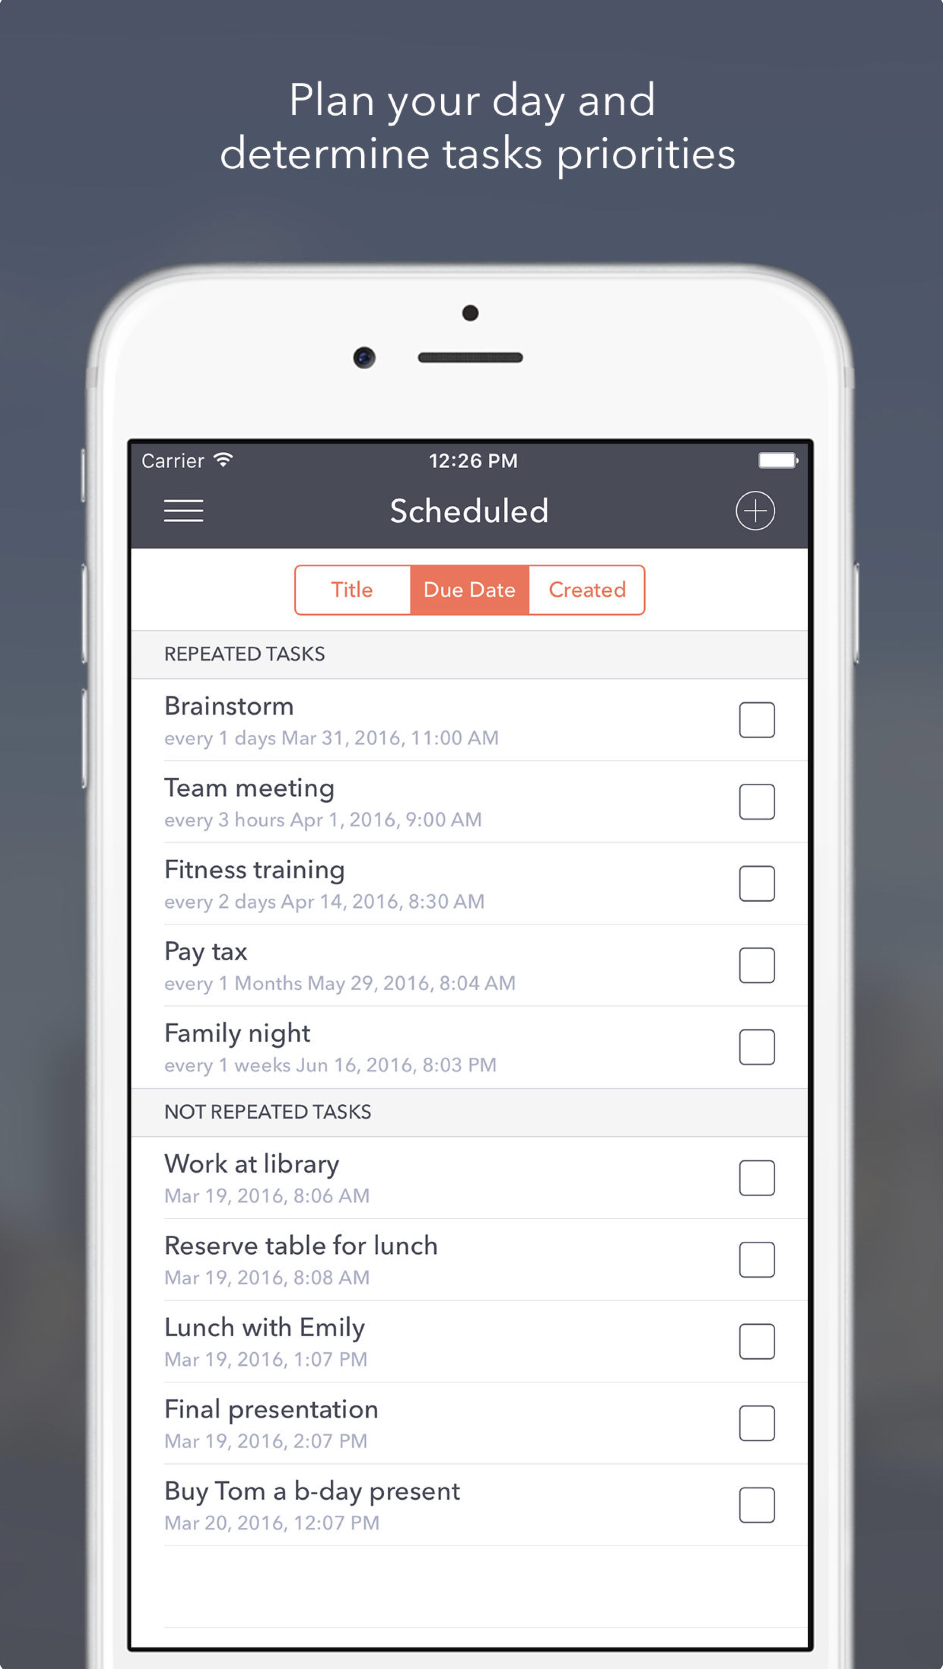 Plan your day and
determine tasks priorities
Carrier 12:26 PM
Scheduled
Title Due Date Created
REPEATED TASKS
Brainstorm
every 1 days Mar 31, 2016, 11:00 AM
Team meeting
every 3 hours Apr 1, 2016, 9:00 AM
Fitness training
every 2 days Apr 14, 2016, 8:30 AM
Pay tax
every 1 Months May 29, 2016, 8:04 AM
Family night
every 1 weeks Jun 16, 2016, 8:03 PM
NOT REPEATED TASKS
Work at library
Mar 19, 2016, 8:06 AM
Reserve table for lunch
Mar 19, 2016, 8:08 AM
Lunch with Emily
Mar 19, 2016, 1:07 PM
Final presentation
Mar 19, 2016, 2:07 PM
Buy Tom a b-day present
Mar 20, 2016, 12:07 PM